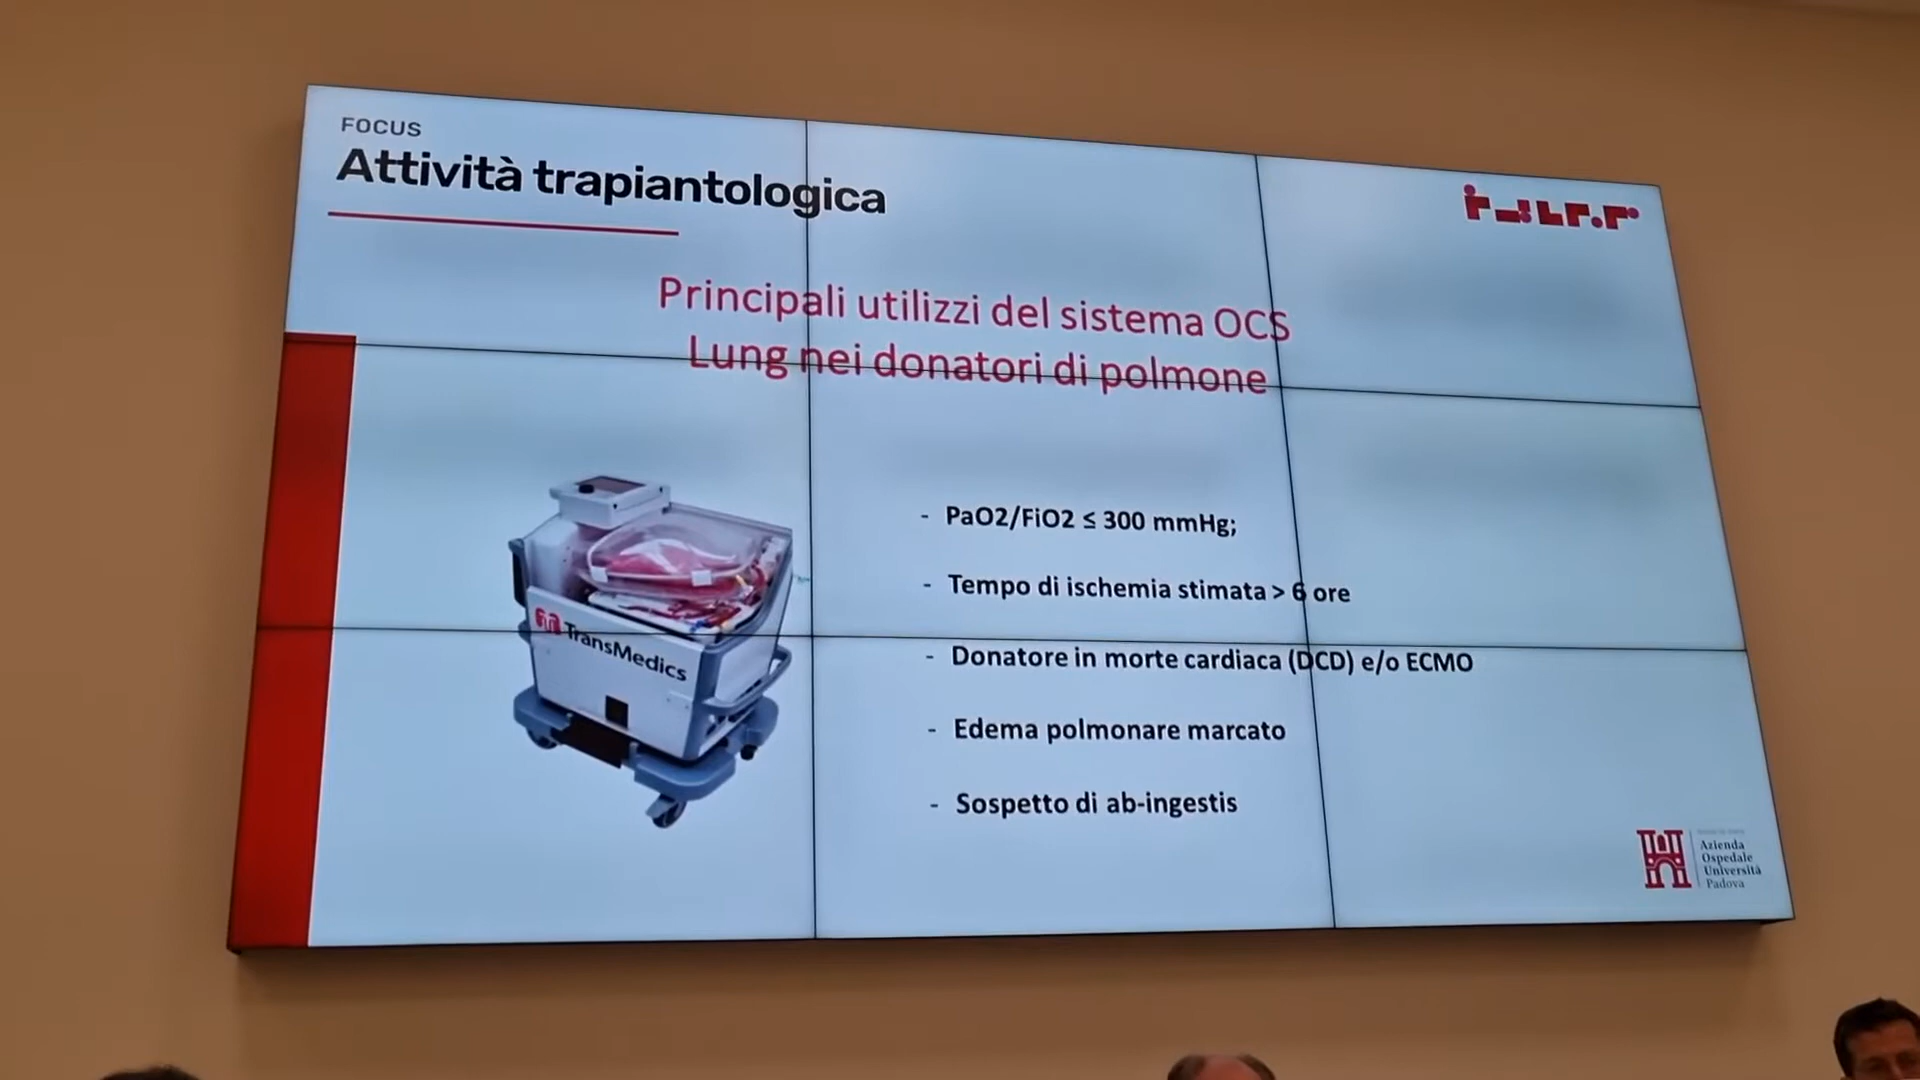 FOCUS
Attività trapiantologica
Principali utilizzi del sistema OCS
Lung nei donatori di polmone
- PaO2/FiO2 ≤ 300 mmHg;
- Tempo di ischemia stimata > 6 ore
- Donatore in morte cardiaca (DCD) e/o ECMO
- Edema polmonare marcato
- Sospetto di ab-ingestis
TransMedics
Azienda
Ospedale
Università
Padova